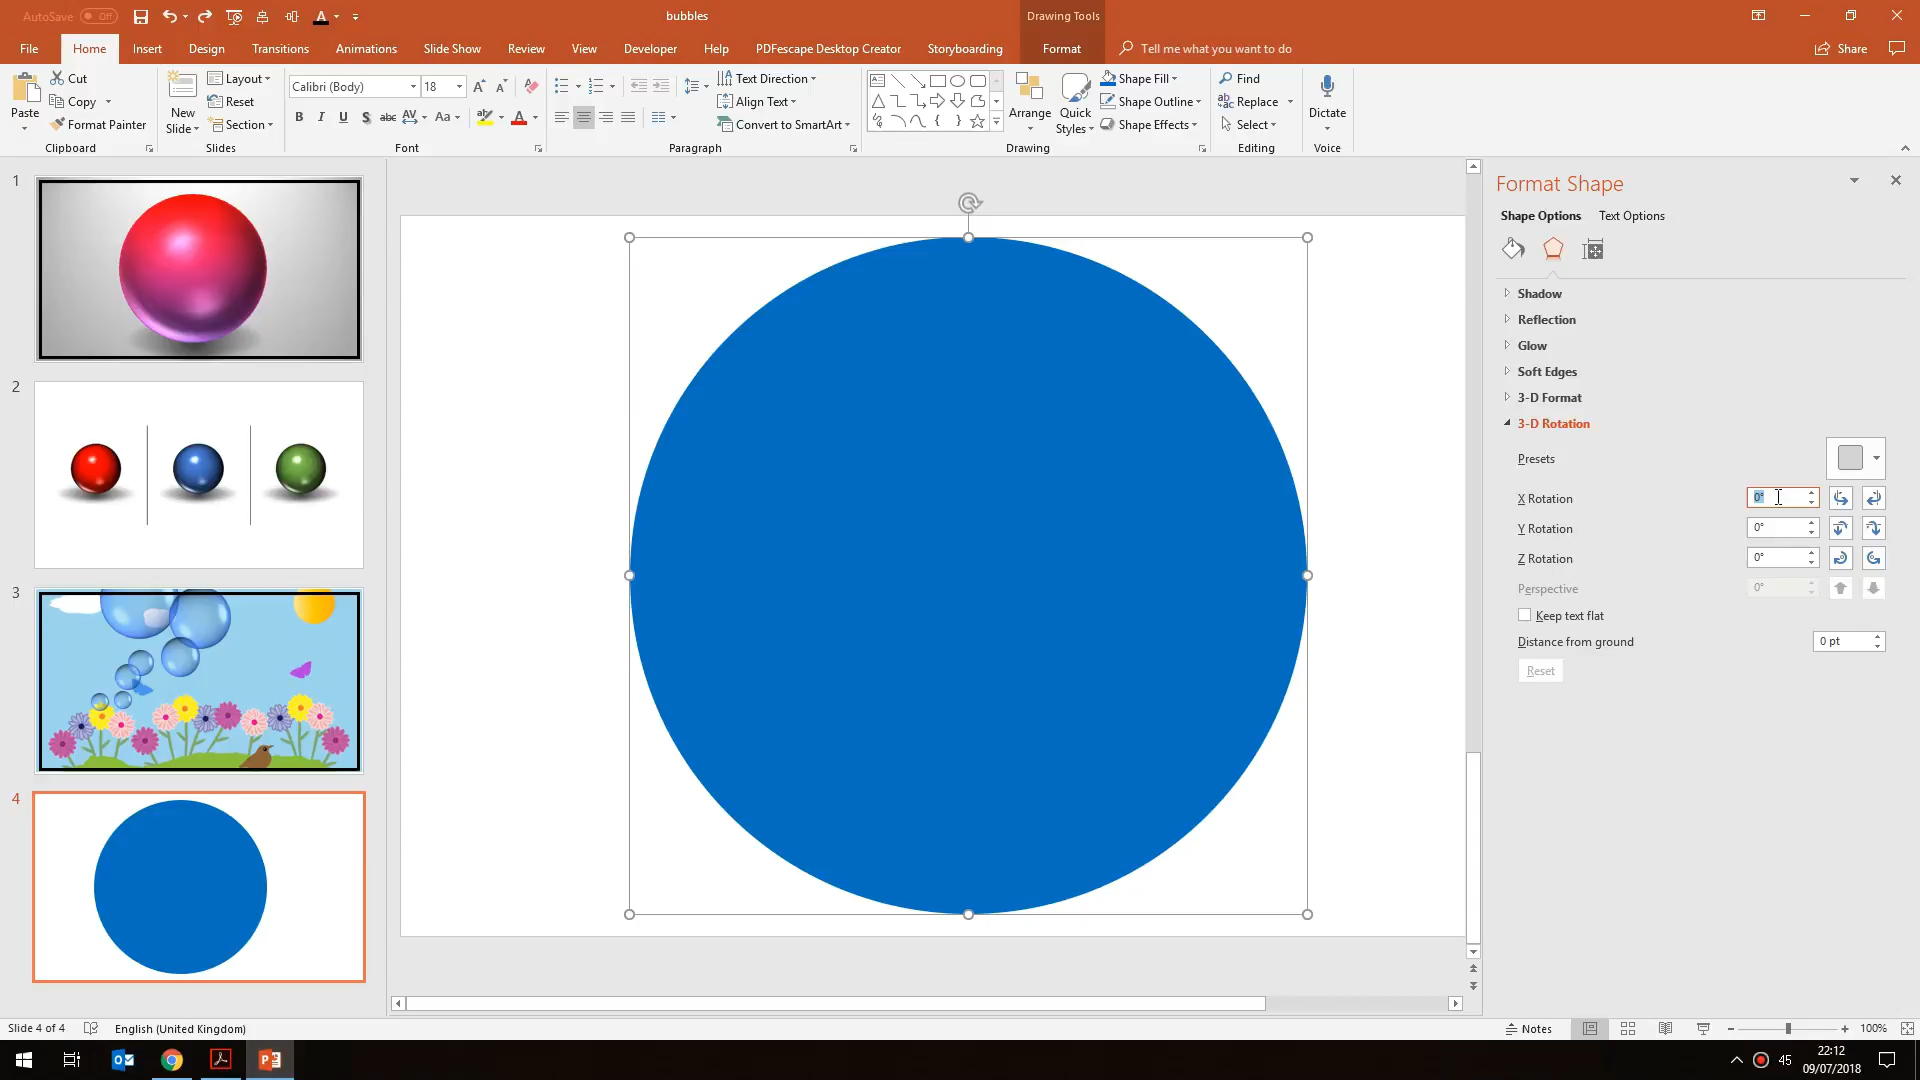 AutoSave Off
bubbles
Drawing Tools
File Home Insert Design Transitions Animations Slide Show Review View Developer Help PDFescape Desktop Creator Storyboarding Format Tell me what you want to do Share
Paste
Cut
Copy
Format Painter
Clipboard
New
Slide
Layout
Reset
Section
Slides
Calibri (Body) 18
B I U S abc AV Aa A
Font
Text Direction
Align Text
Convert to SmartArt
Paragraph
Arrange
Quick
Styles
Shape Fill
Shape Outline
Shape Effects
Drawing
Find
Replace
Select
Editing
Dictate
Voice
1
2
3
4
Format Shape
Shape Options Text Options
Shadow
Reflection
Glow
Soft Edges
3-D Format
3-D Rotation
Presets
X Rotation 0°
Y Rotation 0°
Z Rotation 0°
Perspective 0°
Keep text flat
Distance from ground 0 pt
Reset
Slide 4 of 4 English (United Kingdom) Notes 100%
45
22:12
09/07/2018